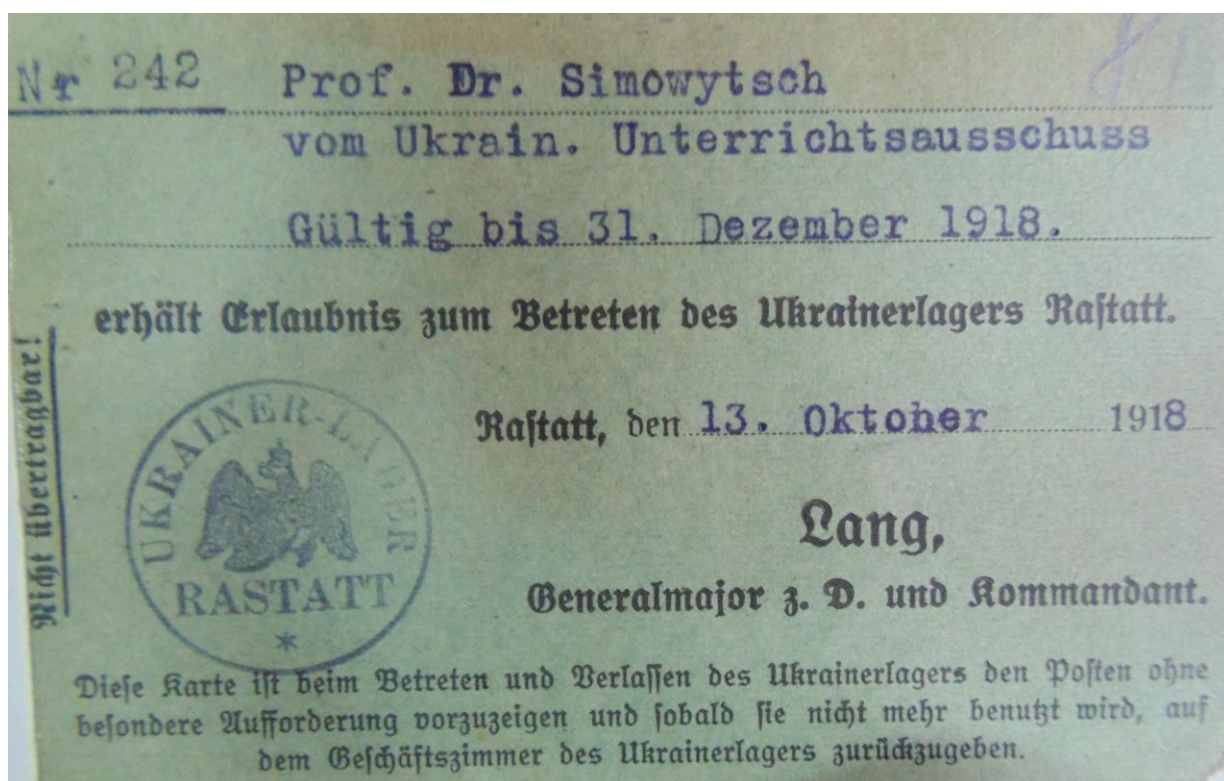 Nr 242 Prof. Dr. Simowytsch
vom Ukrain. Unterrichtsausschuss
Gültig bis 31. Dezember 1918.
erhält Erlaubnis zum Betreten des Ukrainerlagers Rastatt.
Nicht übertragbar!
Rastatt, den 13. Oktober 1918
UKRAINER-LAGER
RASTATT
*
Lang,
Generalmajor z. D. und Kommandant.
Diese Karte ist beim Betreten und Verlassen des Ukrainerlagers den Posten ohne
besondere Aufforderung vorzuzeigen und sobald sie nicht mehr benutzt wird, auf
dem Geschäftszimmer des Ukrainerlagers zurückzugeben.